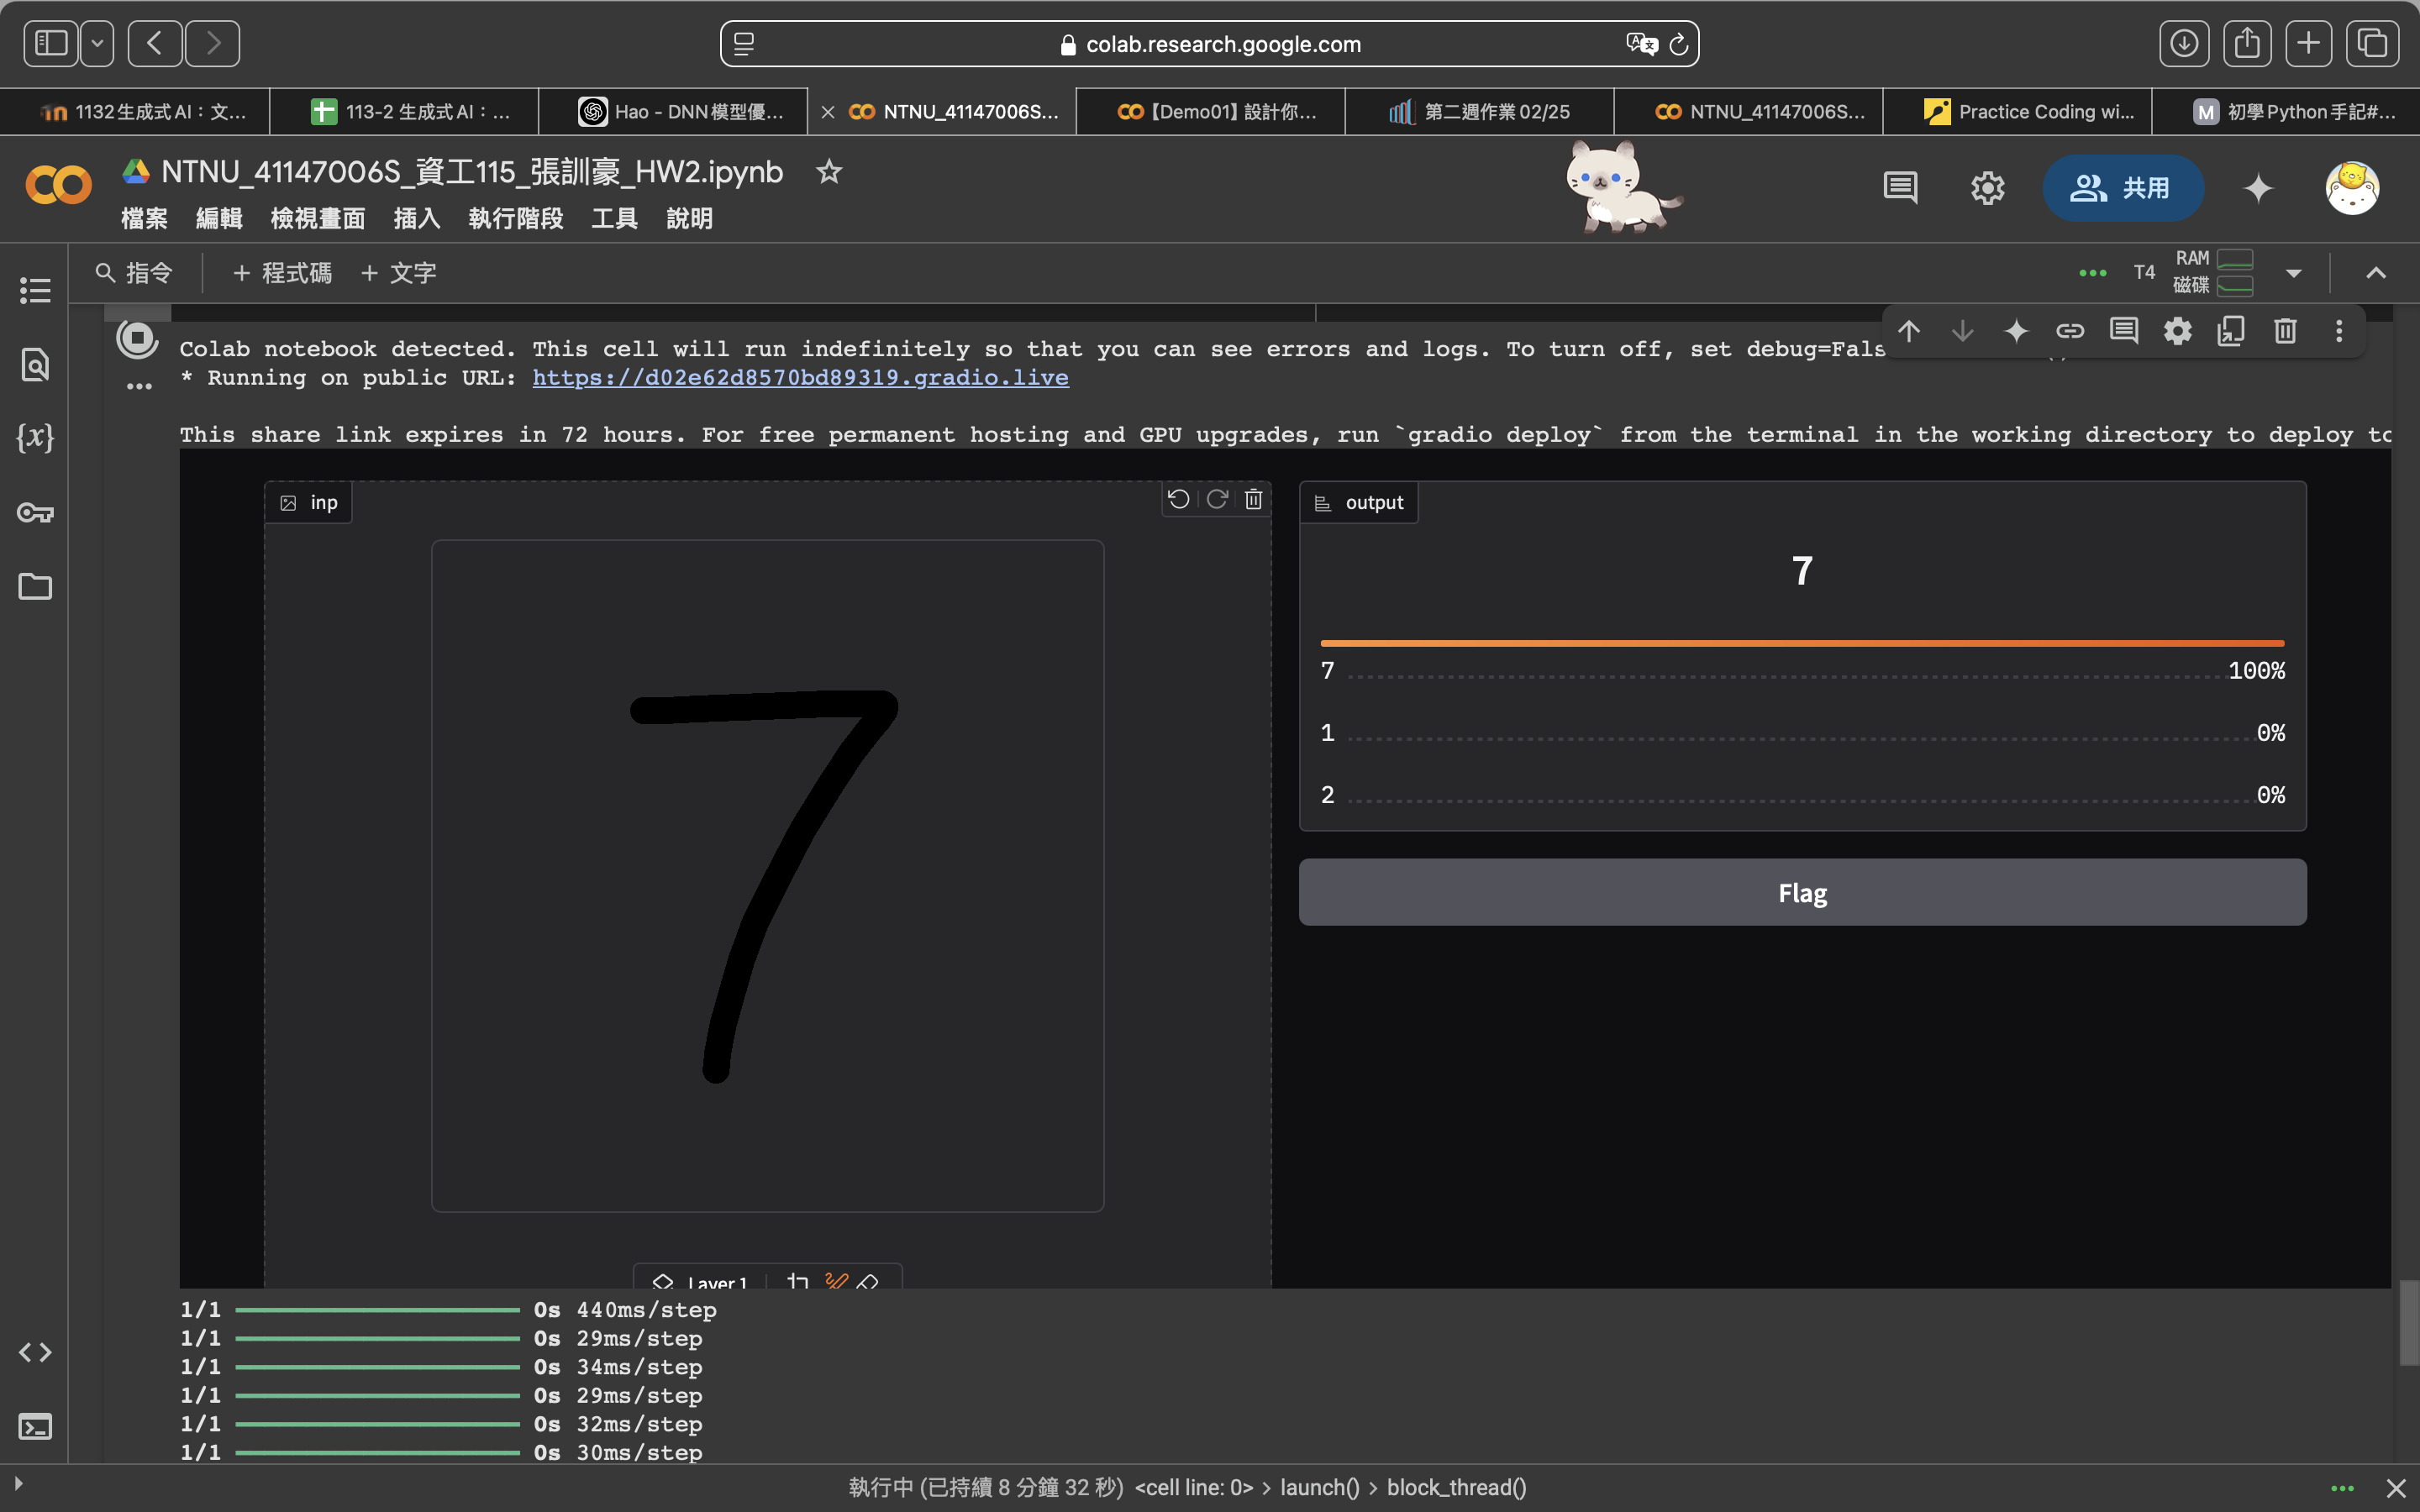 colab.research.google.com
1132生成式AI：文...
113-2 生成式AI：...
Hao - DNN模型優...
NTNU_41147006S...
【Demo01】設計你...
第二週作業 02/25
NTNU_41147006S...
Practice Coding wi...
初學Python手記#...
NTNU_41147006S_資工115_張訓豪_HW2.ipynb
共用
檔案 編輯 檢視畫面 插入 執行階段 工具 說明
指令 + 程式碼 + 文字
T4
RAM
磁碟
Colab notebook detected. This cell will run indefinitely so that you can see errors and logs. To turn off, set debug=Fals
* Running on public URL: https://d02e62d8570bd89319.gradio.live
This share link expires in 72 hours. For free permanent hosting and GPU upgrades, run `gradio deploy` from the terminal in the working directory to deploy to
inp
7
Layer 1
output
7
7 100%
1 0%
2 0%
Flag
1/1 0s 440ms/step
1/1 0s 29ms/step
1/1 0s 34ms/step
1/1 0s 29ms/step
1/1 0s 32ms/step
1/1 0s 30ms/step
執行中 (已持續 8 分鐘 32 秒) <cell line: 0> > launch() > block_thread()